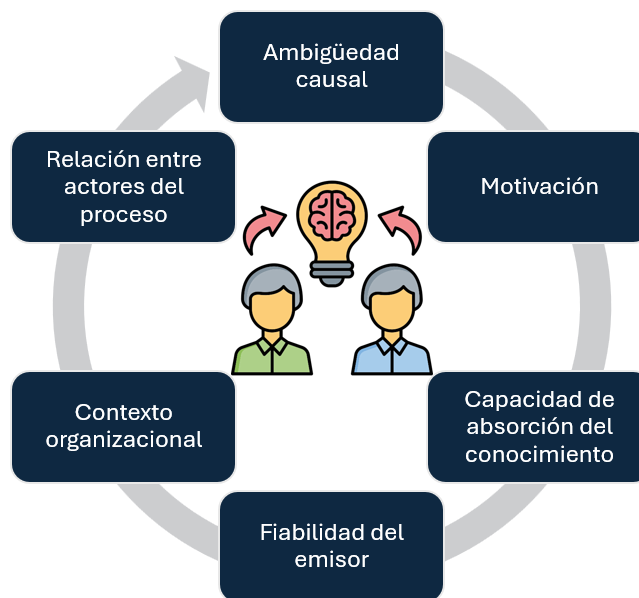 Ambigüedad
causal
Motivación
Capacidad de
absorción del
conocimiento
Fiabilidad del
emisor
Contexto
organizacional
Relación entre
actores del
proceso